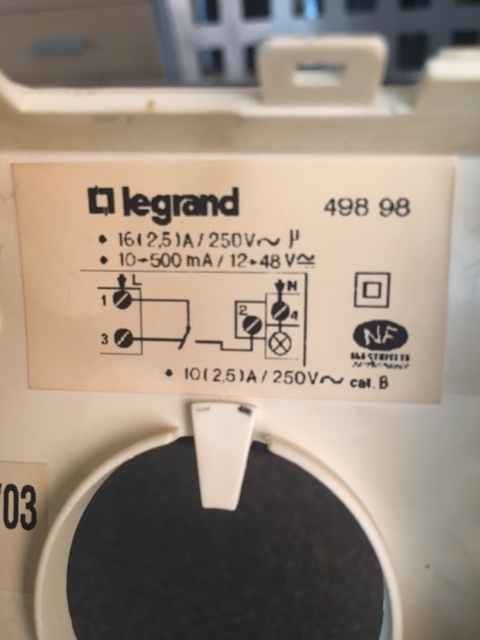 legrand 498 98
• 16(2,5)A/250V~ µ
• 10→500 mA/12→48 V≂
L N
1 2 4
3
NF
• 10(2,5)A/250V~ cat. B
/03